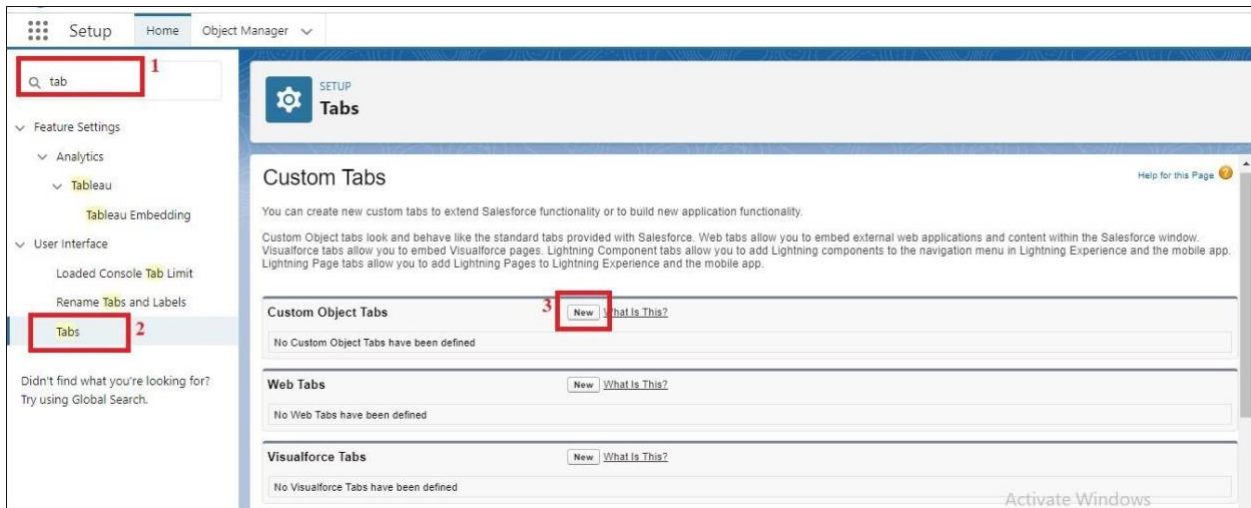 Setup
Home
Object Manager
1
tab
Feature Settings
Analytics
Tableau
Tableau Embedding
User Interface
Loaded Console Tab Limit
Rename Tabs and Labels
Tabs
2
Didn't find what you're looking for?
Try using Global Search.
SETUP
Tabs
Custom Tabs
Help for this Page
You can create new custom tabs to extend Salesforce functionality or to build new application functionality.
Custom Object tabs look and behave like the standard tabs provided with Salesforce. Web tabs allow you to embed external web applications and content within the Salesforce window.
Visualforce tabs allow you to embed Visualforce pages. Lightning Component tabs allow you to add Lightning components to the navigation menu in Lightning Experience and the mobile app.
Lightning Page tabs allow you to add Lightning Pages to Lightning Experience and the mobile app.
Custom Object Tabs
3
New
What Is This?
No Custom Object Tabs have been defined
Web Tabs
New
What Is This?
No Web Tabs have been defined
Visualforce Tabs
New
What Is This?
No Visualforce Tabs have been defined
Activate Windows